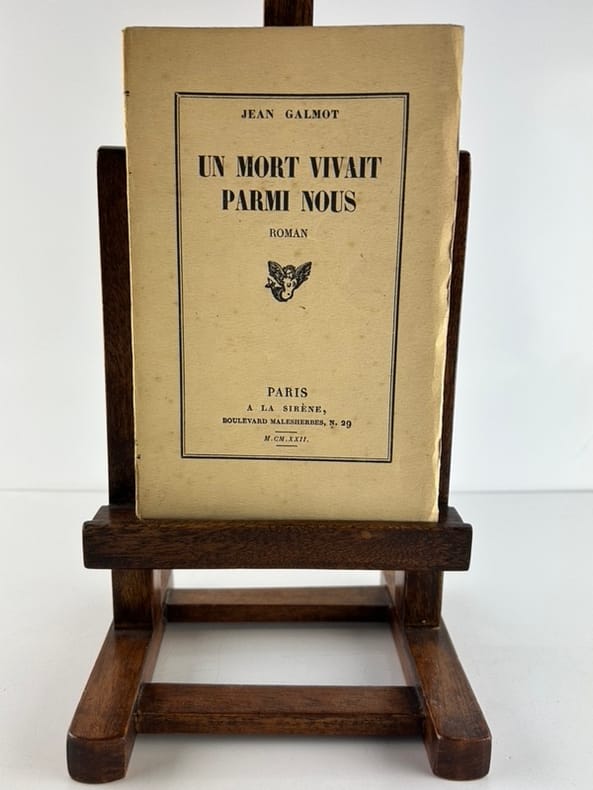 JEAN GALMOT
UN MORT VIVAIT
PARMI NOUS
ROMAN
PARIS
A LA SIRÈNE,
BOULEVARD MALESHERBES, N. 29
M.CM.XXII.